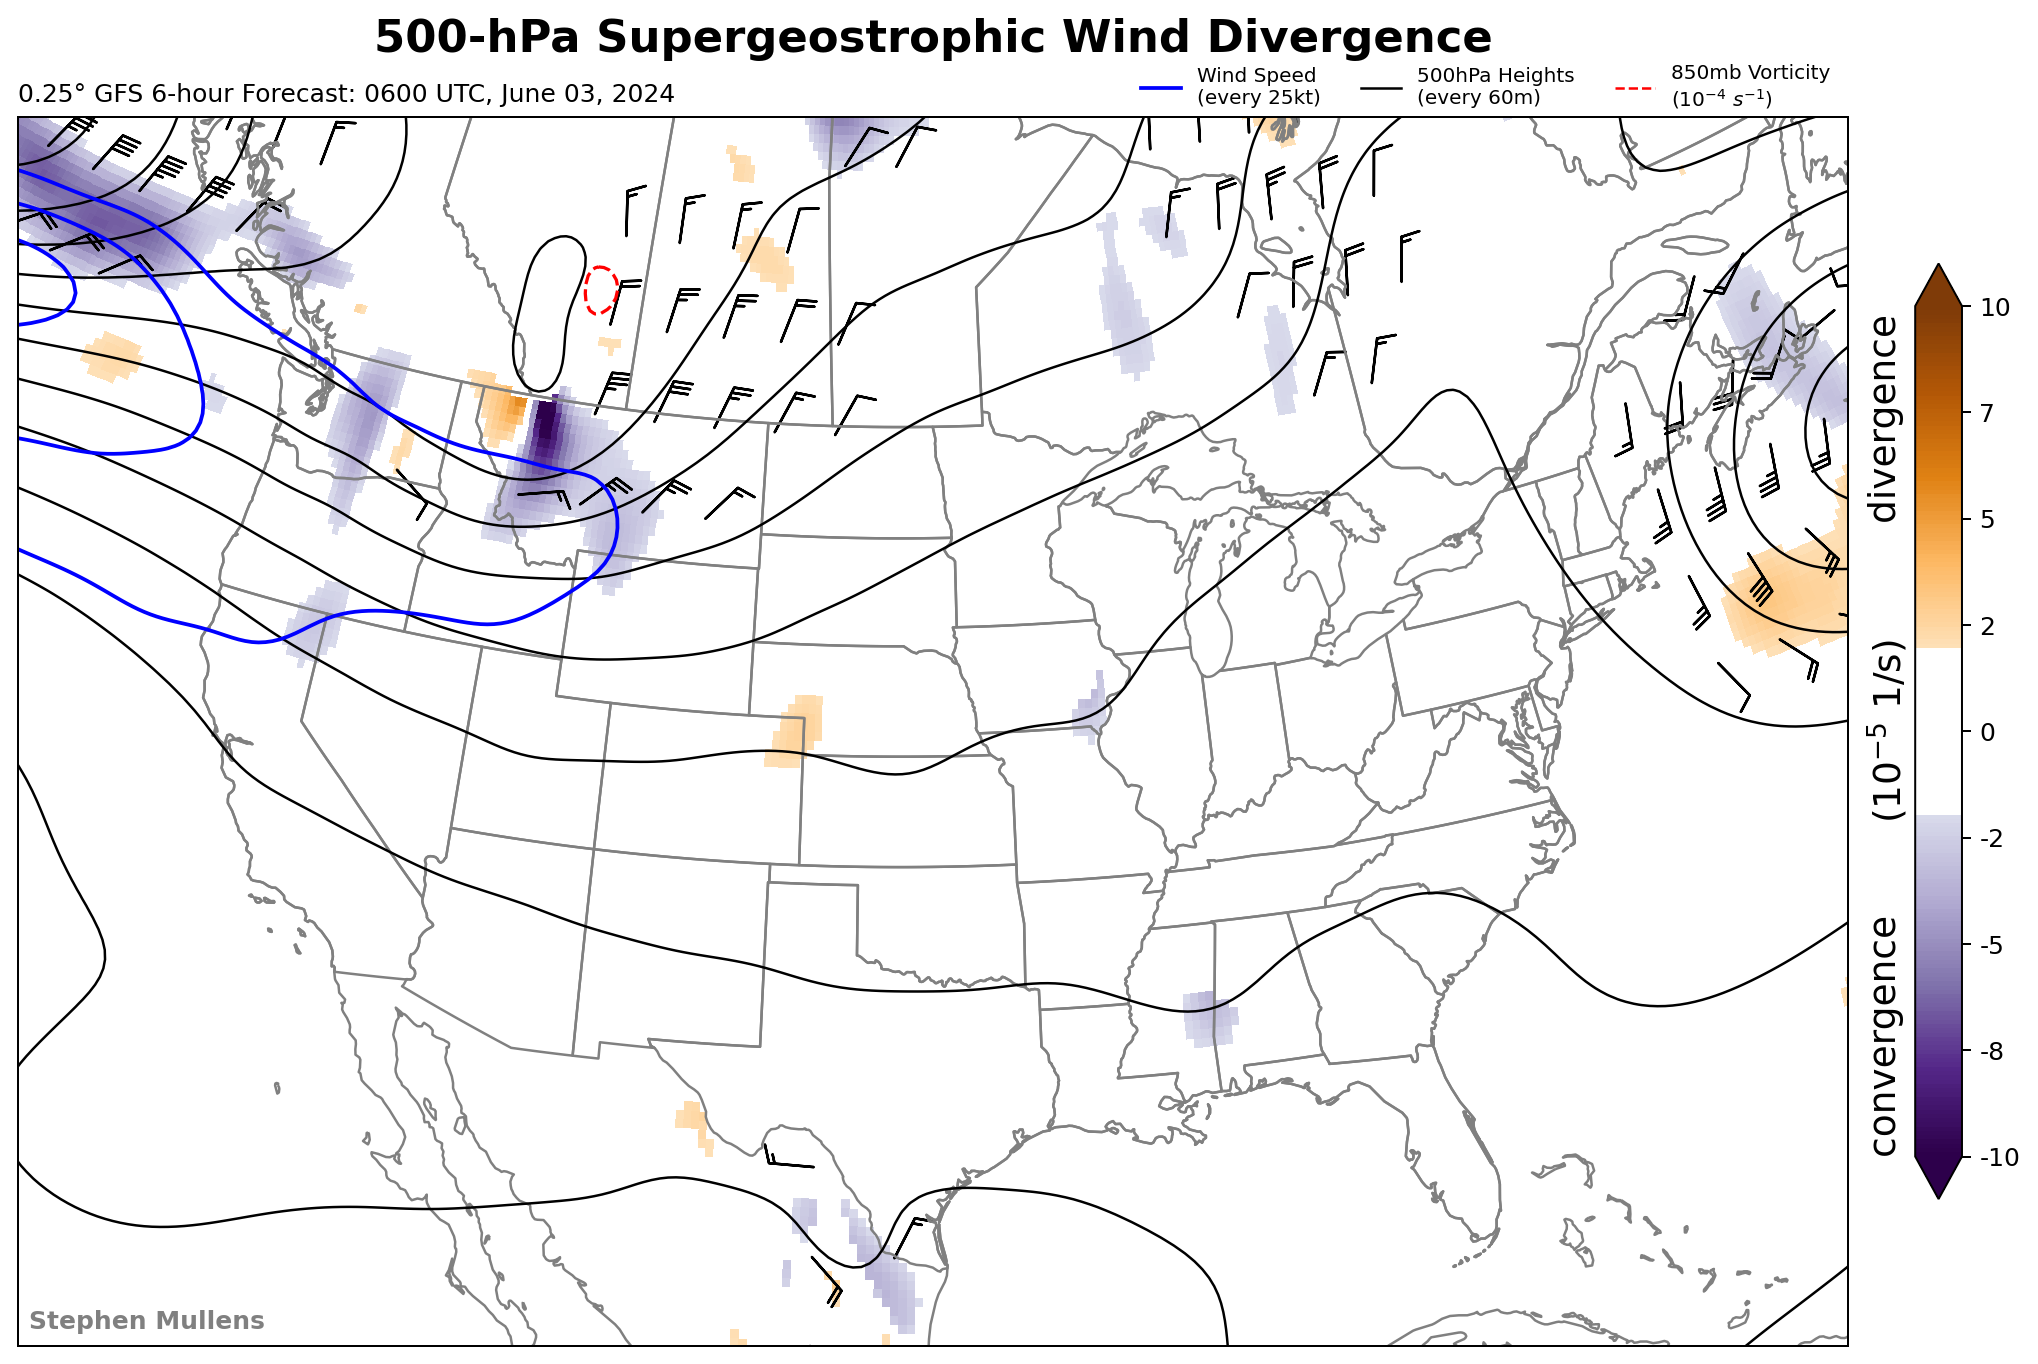 500-hPa Supergeostrophic Wind Divergence
0.25° GFS 6-hour Forecast: 0600 UTC, June 03, 2024
Wind Speed
(every 25kt)
500hPa Heights
(every 60m)
850mb Vorticity
(10⁻⁴ s⁻¹)
10
7
5
2
0
-2
-5
-8
-10
convergence (10⁻⁵ 1/s) divergence
Stephen Mullens